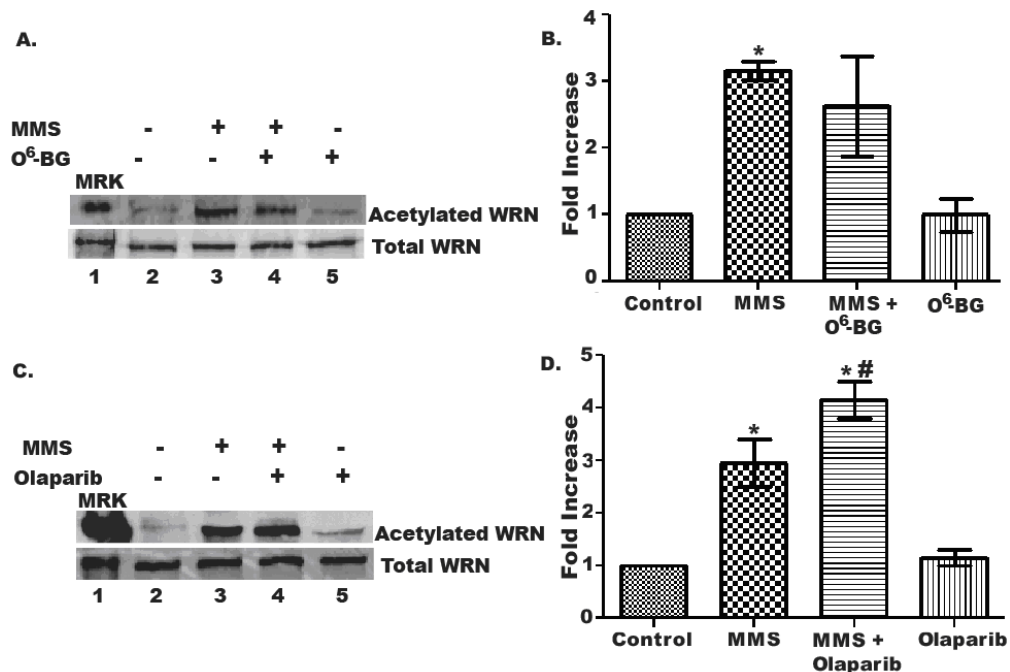 A.
MMS - + + -
O⁶-BG - - + +
MRK
Acetylated WRN
Total WRN
1 2 3 4 5
B.
Fold Increase
4
3
2
1
0
*
Control MMS MMS + O⁶-BG
O⁶-BG
C.
MMS - + + -
Olaparib - - + +
MRK
Acetylated WRN
Total WRN
1 2 3 4 5
D.
Fold Increase
5
4
3
2
1
0
*
* #
Control MMS MMS + Olaparib
Olaparib